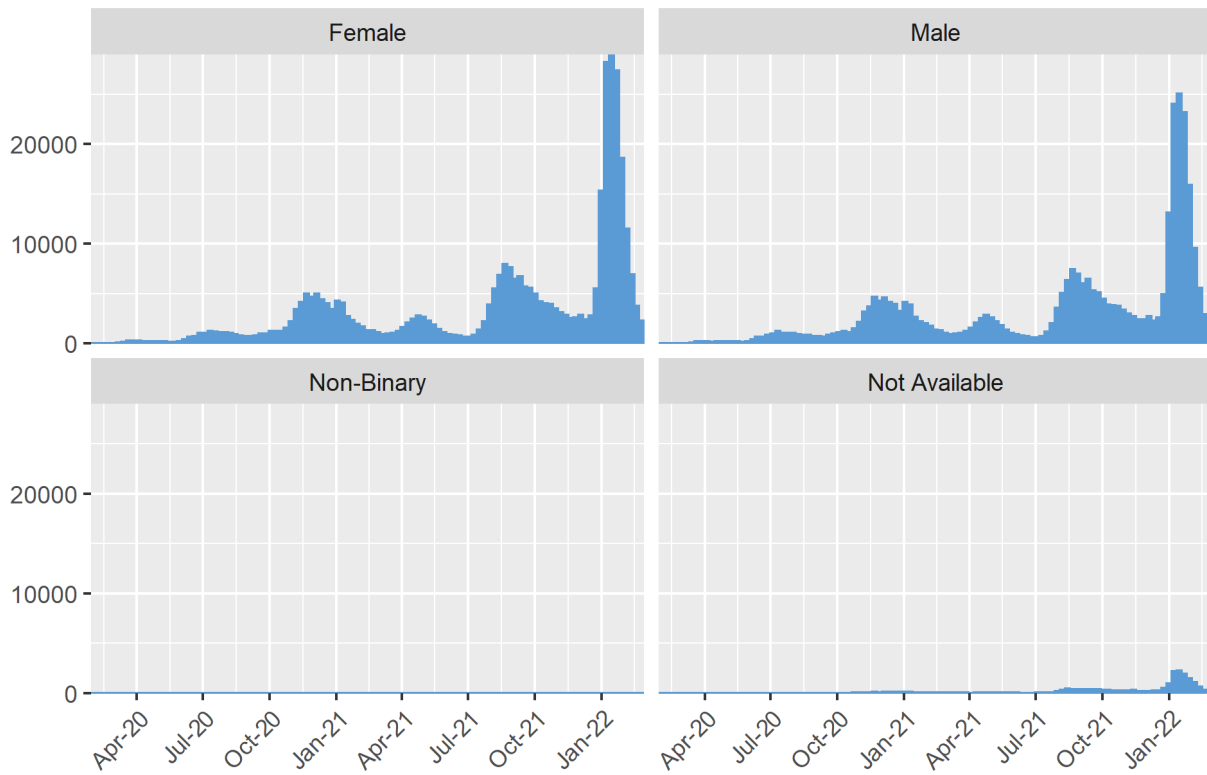 Female Male
20000
10000
0
Non-Binary Not Available
20000
10000
0
Apr-20 Jul-20 Oct-20 Jan-21 Apr-21 Jul-21 Oct-21 Jan-22 Apr-20 Jul-20 Oct-20 Jan-21 Apr-21 Jul-21 Oct-21 Jan-22